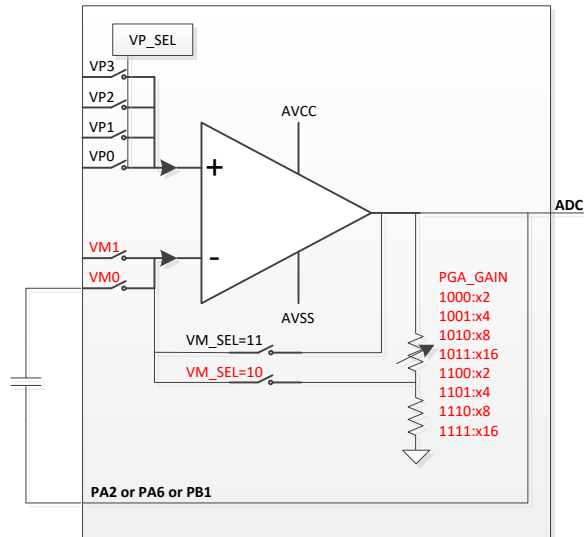 VP_SEL
VP3
VP2
VP1
VP0
AVCC
+
ADC
VM1
-
VM0
PGA_GAIN
1000:x2
AVSS
1001:x4
1010:x8
VM_SEL=11
1011:x16
1100:x2
VM_SEL=10
1101:x4
1110:x8
1111:x16
PA2 or PA6 or PB1